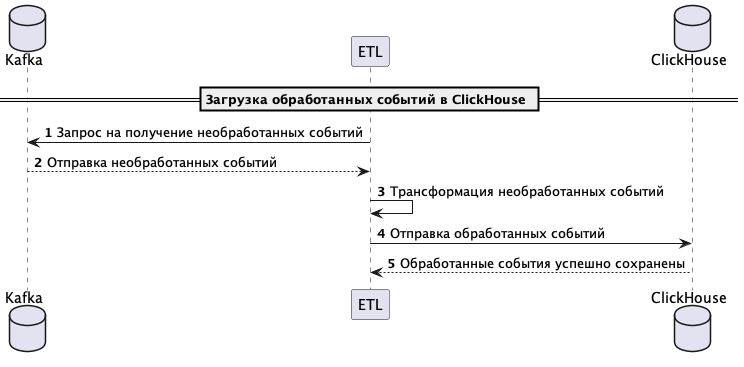 Kafka
ETL
ClickHouse
Загрузка обработанных событий в ClickHouse
1 Запрос на получение необработанных событий
2 Отправка необработанных событий
3 Трансформация необработанных событий
4 Отправка обработанных событий
5 Обработанные события успешно сохранены
Kafka
ETL
ClickHouse